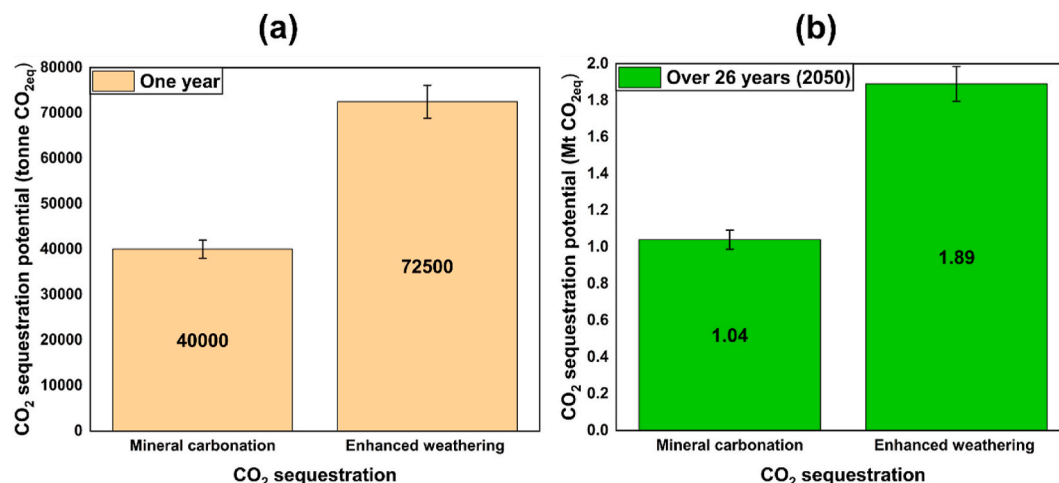 (a)
One year
CO₂ sequestration potential (tonne CO₂eq)
80000
70000
60000
50000
40000
30000
20000
10000
0
40000
72500
Mineral carbonation
Enhanced weathering
CO₂ sequestration
(b)
Over 26 years (2050)
CO₂ sequestration potential (Mt CO₂eq)
2.0
1.8
1.6
1.4
1.2
1.0
0.8
0.6
0.4
0.2
0.0
1.04
1.89
Mineral carbonation
Enhanced weathering
CO₂ sequestration